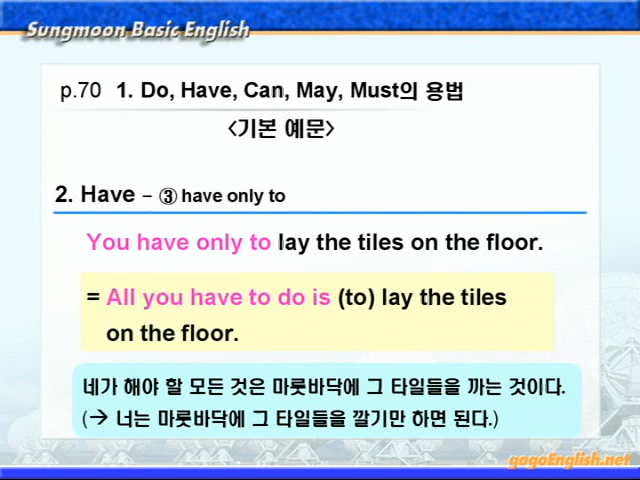 Sungmoon Basic English
p.70 1. Do, Have, Can, May, Must의 용법
<기본 예문>
2. Have – ③ have only to
You have only to lay the tiles on the floor.
= All you have to do is (to) lay the tiles
on the floor.
네가 해야 할 모든 것은 마룻바닥에 그 타일들을 까는 것이다.
(→ 너는 마룻바닥에 그 타일들을 깔기만 하면 된다.)
gogoEnglish.net